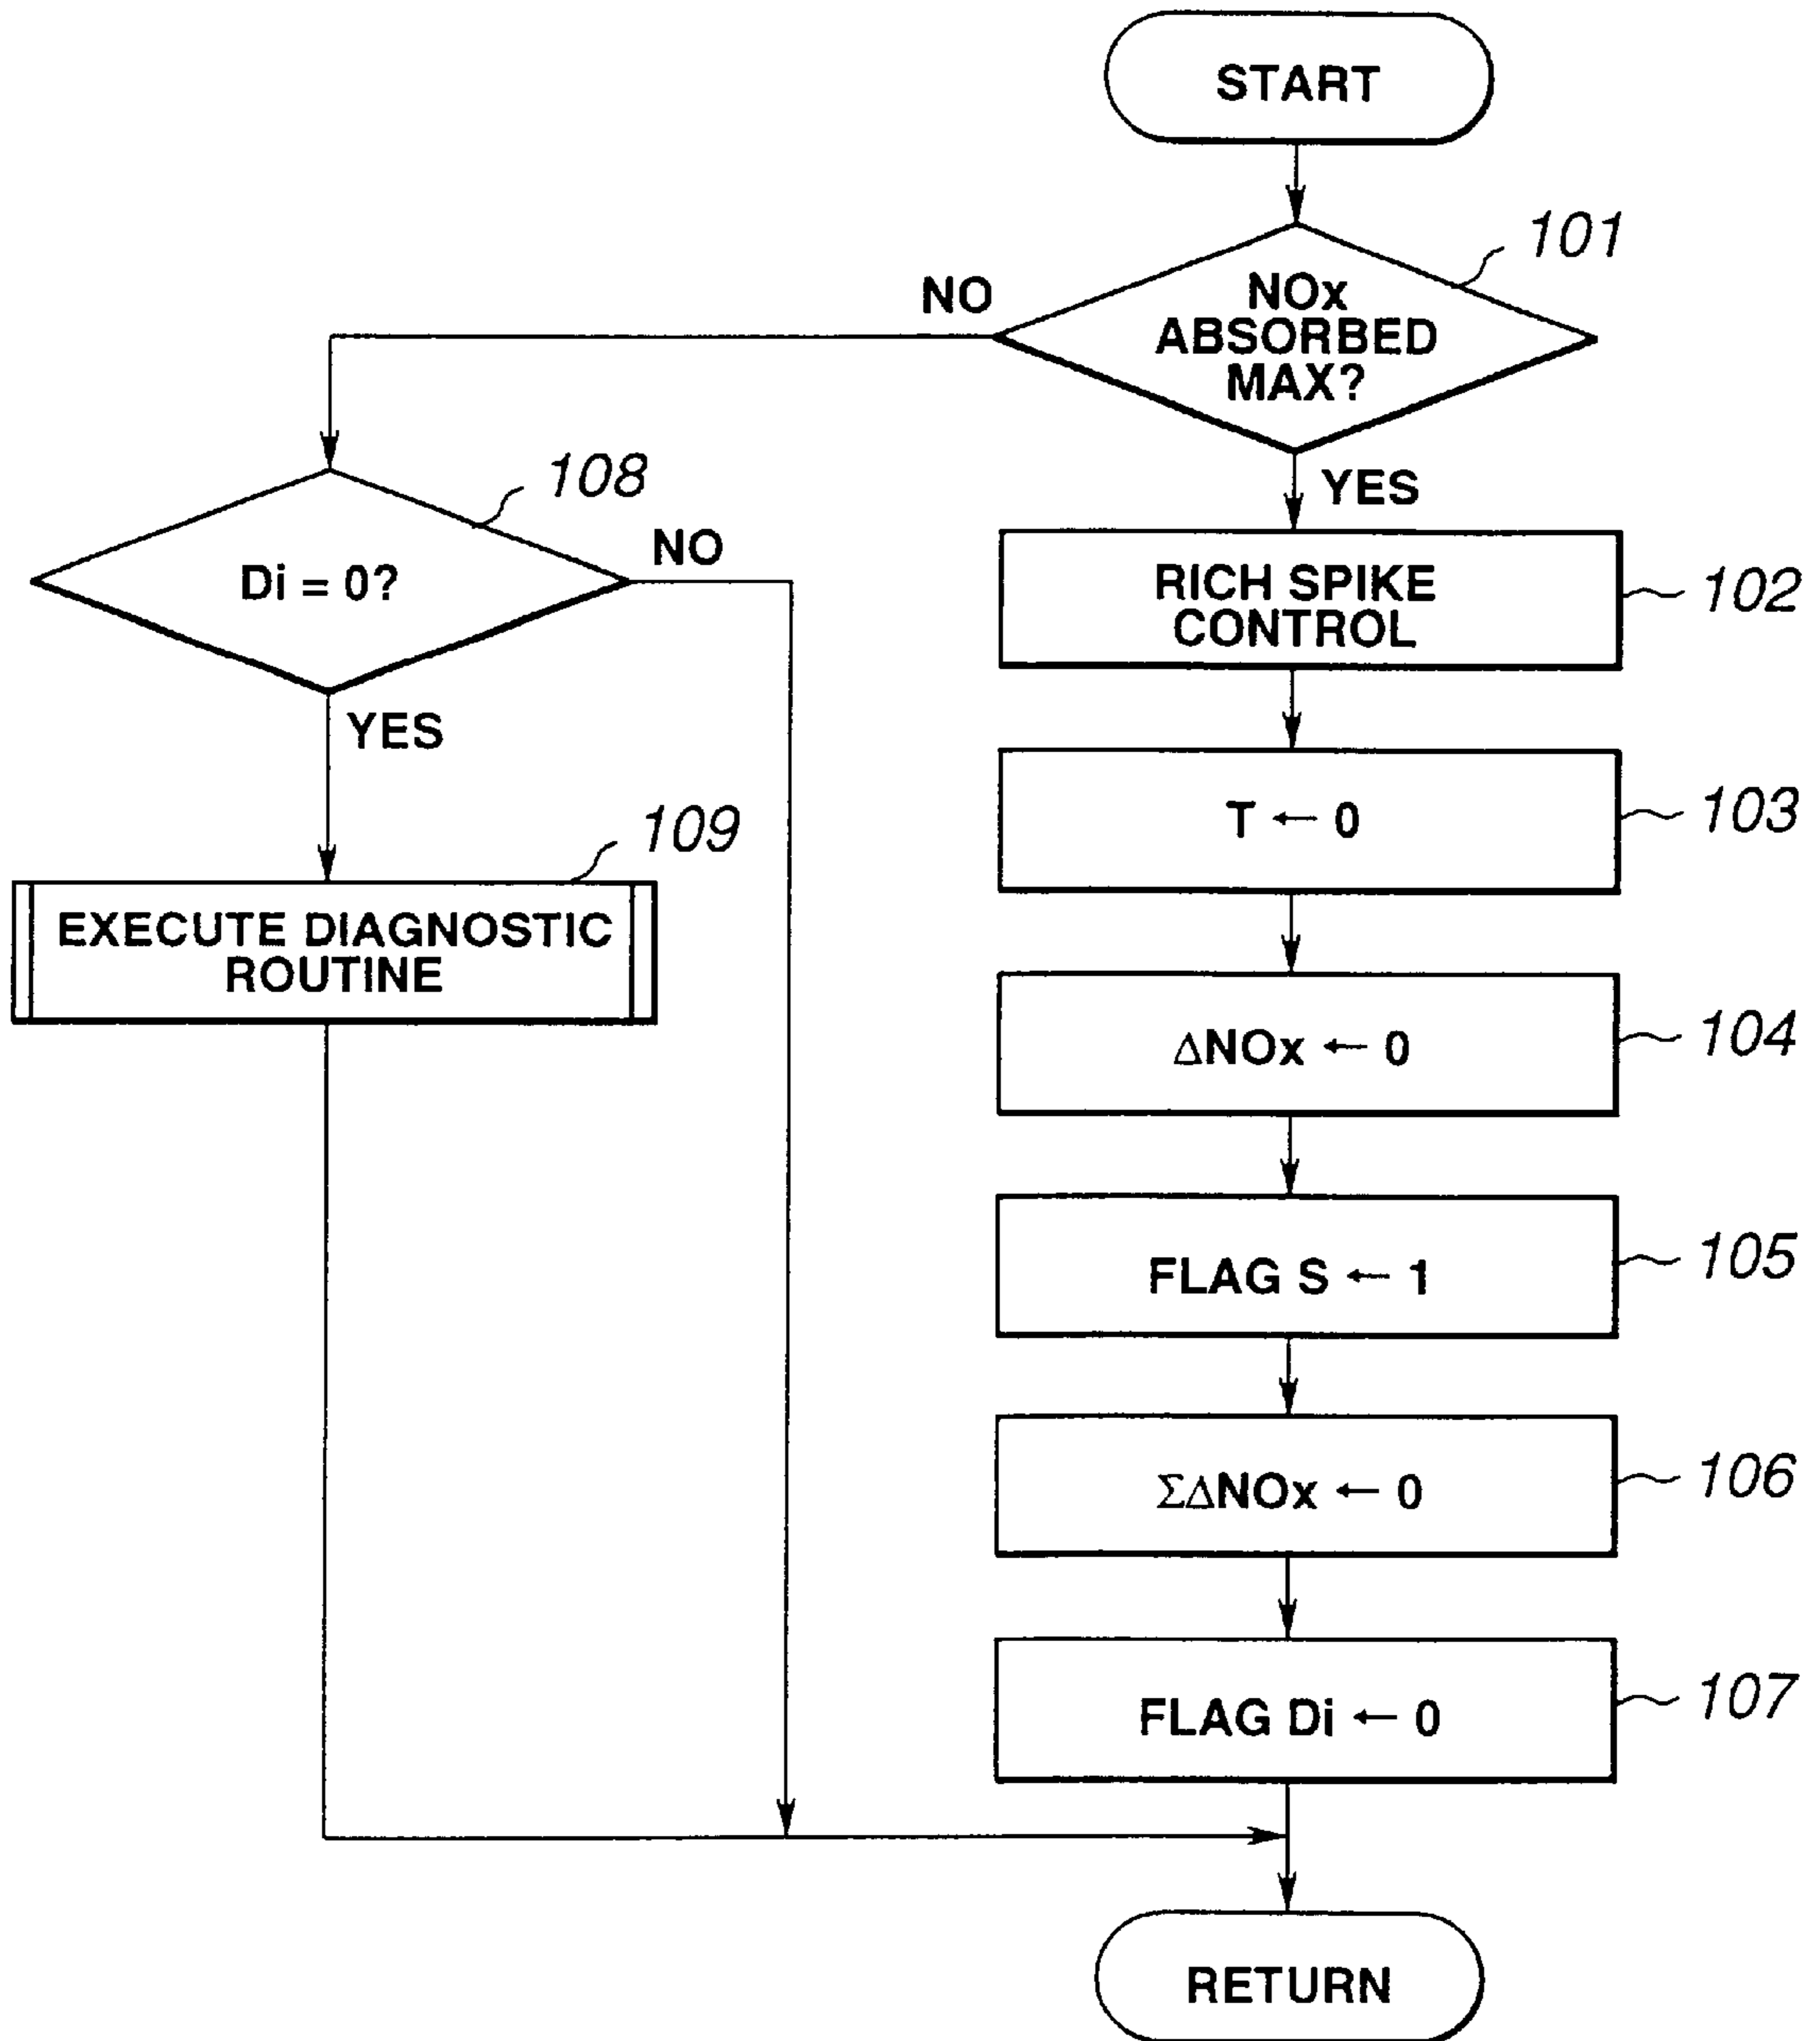 START
101
NO
NOx
ABSORBED
MAX?
YES
108
Di = 0?
NO
YES
RICH SPIKE
CONTROL
102
109
EXECUTE DIAGNOSTIC
ROUTINE
T ← 0
103
ΔNOx ← 0
104
FLAG S ← 1
105
ΣΔNOx ← 0
106
FLAG Di ← 0
107
RETURN